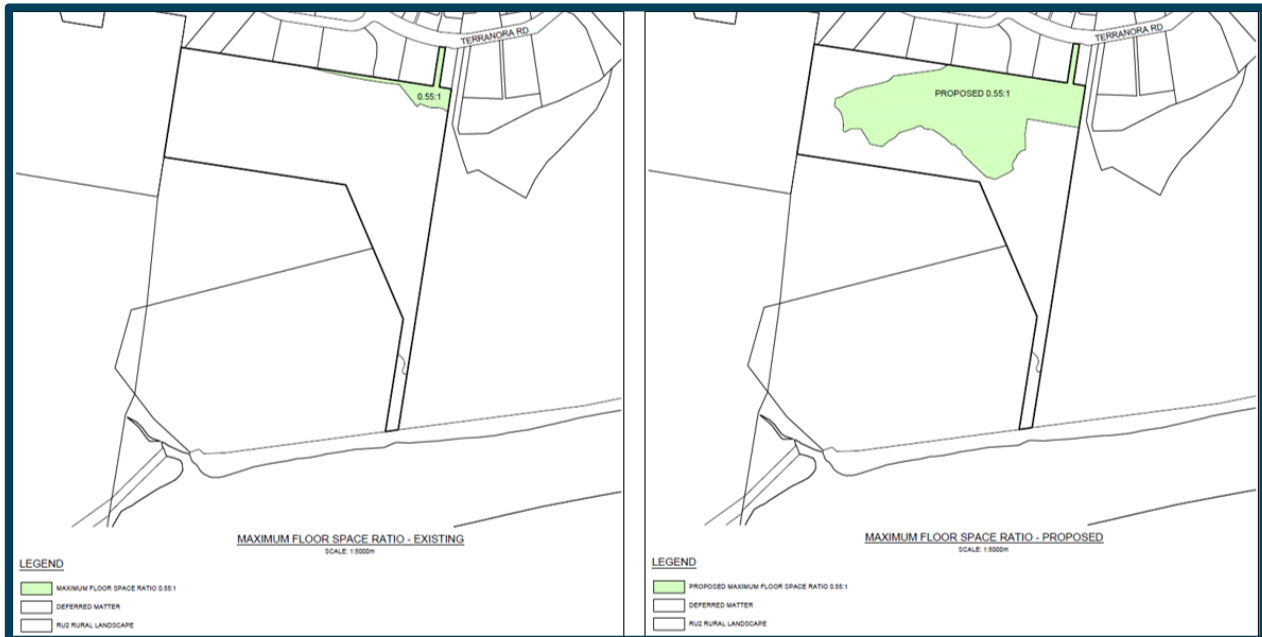 TERRANORA RD
0.55:1
MAXIMUM FLOOR SPACE RATIO - EXISTING
SCALE: 1:5000m
LEGEND
MAXIMUM FLOOR SPACE RATIO 0.55:1
DEFERRED MATTER
RU2 RURAL LANDSCAPE
TERRANORA RD
PROPOSED 0.55:1
MAXIMUM FLOOR SPACE RATIO - PROPOSED
SCALE: 1:5000m
LEGEND
PROPOSED MAXIMUM FLOOR SPACE RATIO 0.55:1
DEFERRED MATTER
RU2 RURAL LANDSCAPE